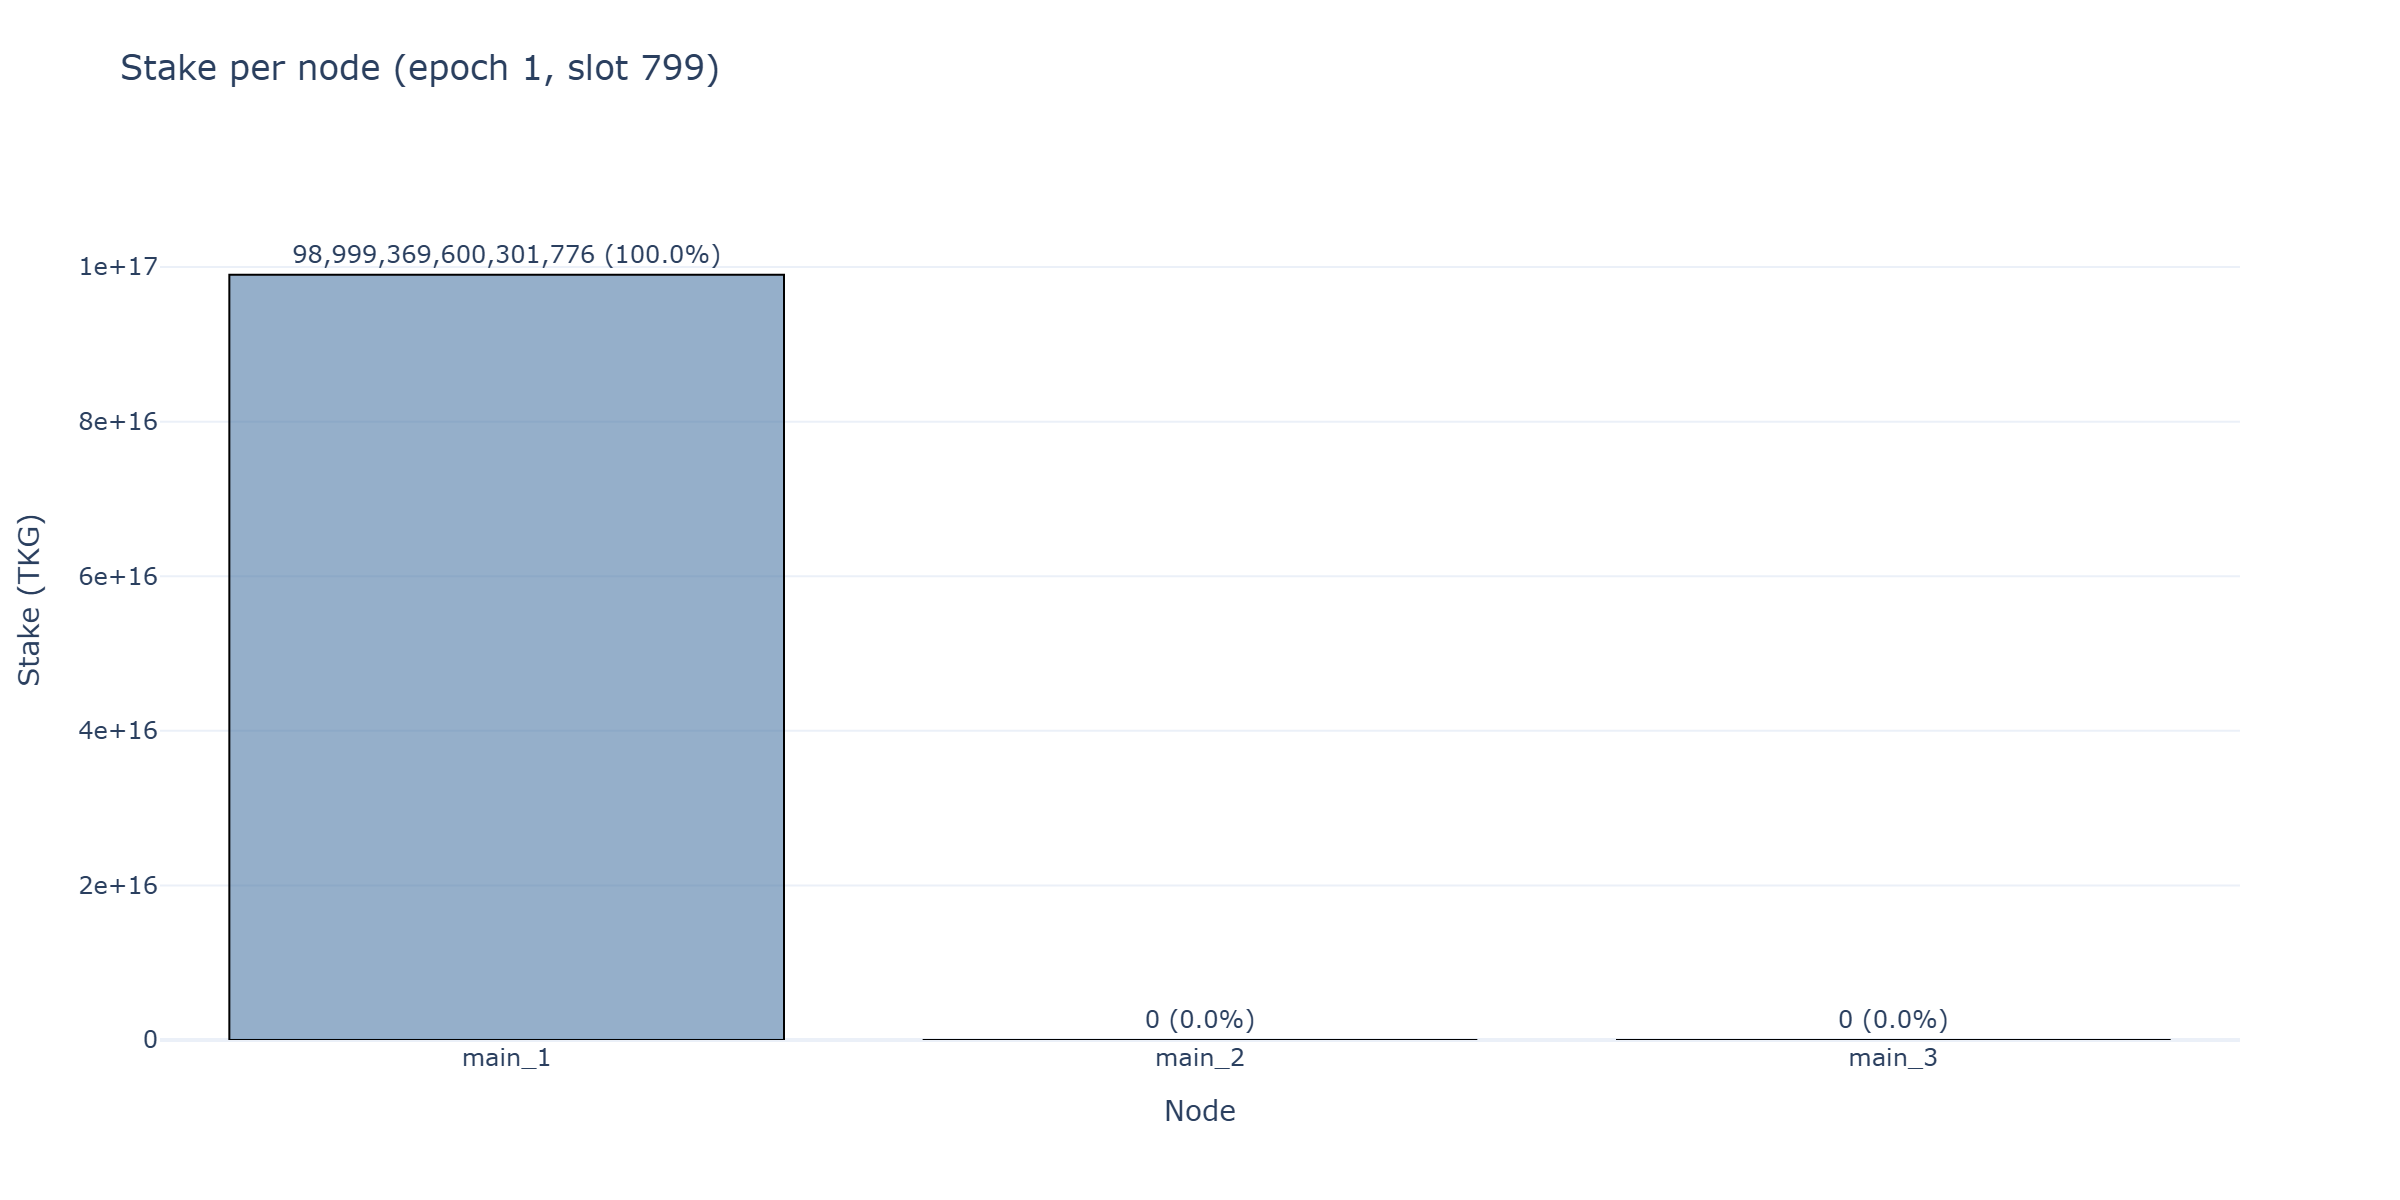 Stake per node (epoch 1, slot 799)
98,999,369,600,301,776 (100.0%)
1e+17
8e+16
6e+16
4e+16
2e+16
0
Stake (TKG)
0 (0.0%)
0 (0.0%)
main_1
main_2
main_3
Node